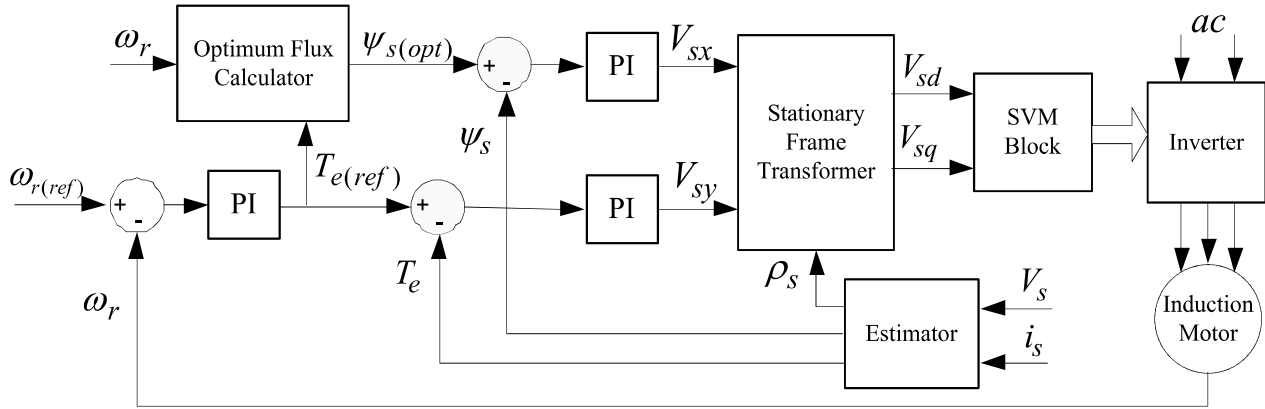 ω_r
Optimum Flux
Calculator
ψ_s(opt)
+
-
PI
V_sx
Stationary
Frame
Transformer
V_sd
V_sq
SVM
Block
ac
Inverter
ω_r(ref)
+
-
PI
T_e(ref)
+
-
ψ_s
PI
V_sy
T_e
ω_r
ρ_s
Estimator
V_s
i_s
Induction
Motor